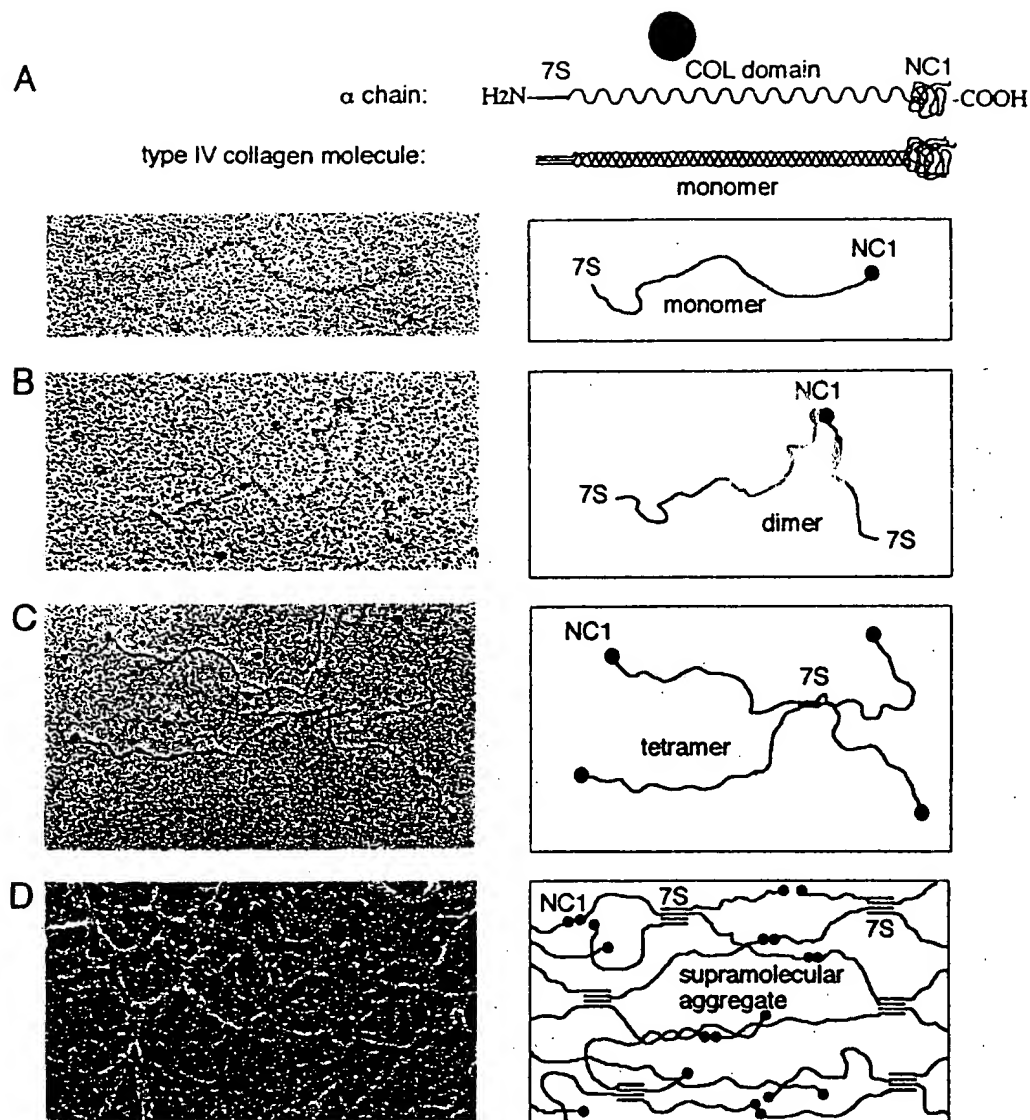 A
7S COL domain NC1
α chain: H2N -COOH
type IV collagen molecule:
monomer
7S NC1
monomer
B
NC1
7S
dimer
7S
C
NC1
7S
tetramer
D
NC1 7S
7S
supramolecular
aggregate